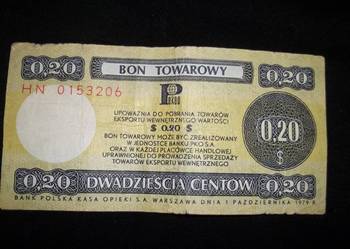 0,20 BON TOWAROWY 0,20
HN 0153206
P
PEKAO
UPOWAŻNIA DO POBRANIA TOWARÓW
EKSPORTU WEWNĘTRZNEGO WARTOŚCI
$ 0.20 $
BON TOWAROWY MOŻE BYĆ ZREALIZOWANY
W JEDNOSTCE BANKU PKO S.A.
ORAZ W KAŻDEJ PLACÓWCE HANDLOWEJ
UPRAWNIONEJ DO PROWADZENIA SPRZEDAŻY
TOWARÓW EKSPORTU WEWNĘTRZNEGO
0,20
$
0,20 DWADZIEŚCIA CENTÓW 0,20
BANK POLSKA KASA OPIEKI S.A. WARSZAWA DNIA 1 PAŹDZIERNIKA 1979 R.